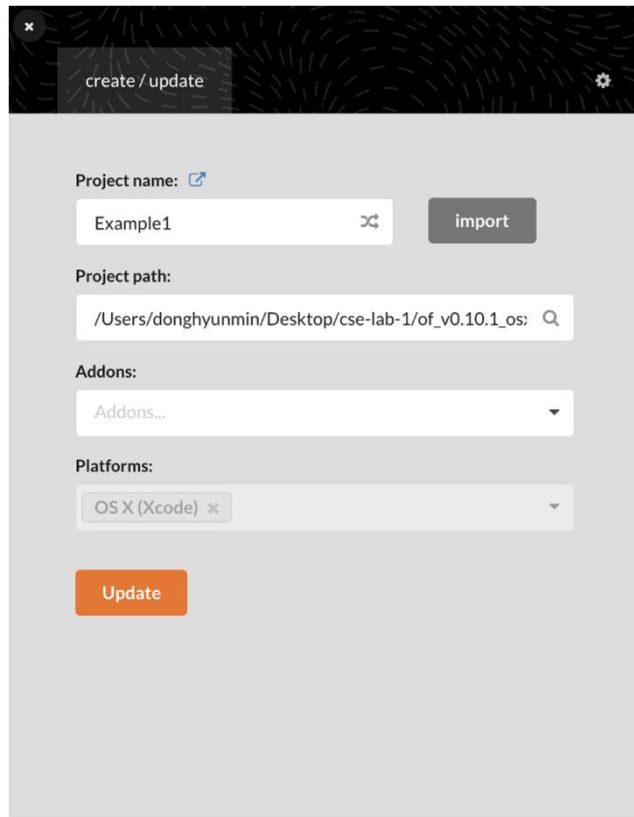 create / update
Project name:
Example1
import
Project path:
/Users/donghyunmin/Desktop/cse-lab-1/of_v0.10.1_os
Addons:
Addons...
Platforms:
OS X (Xcode)
Update